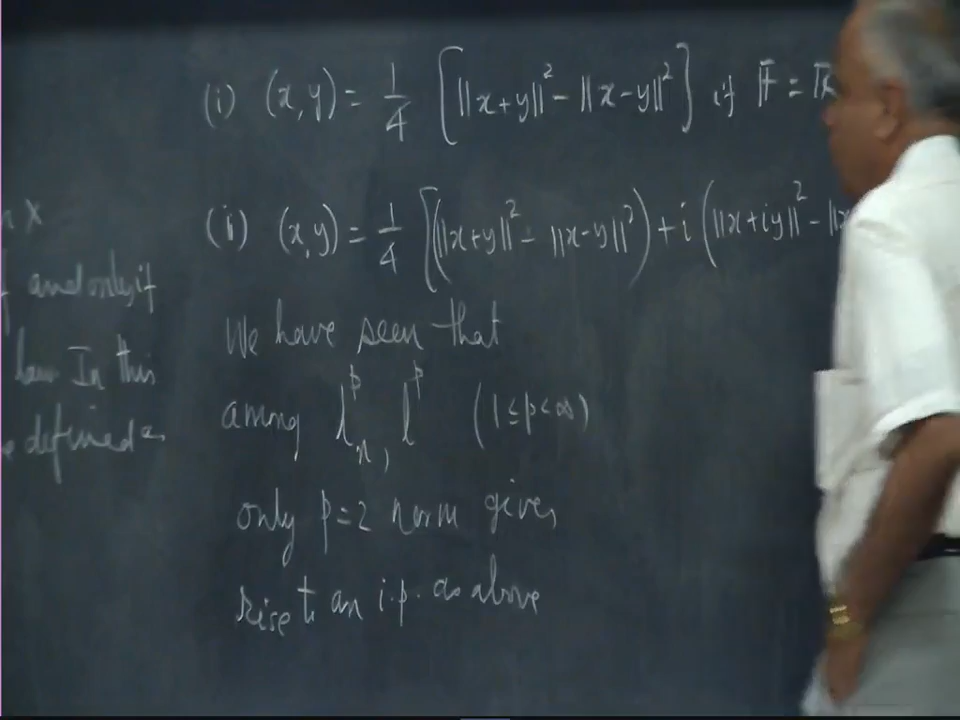 x
and only if
law In this
defined as
(i) (x, y) = 1/4 [||x+y||² - ||x-y||²] if F = R
(ii) (x, y) = 1/4 [(||x+y||² - ||x-y||²) + i (||x+iy||² - ||x
We have seen that
among l^p_n, l^p (1≤p<∞)
only p=2 norm gives
rise to an i.p. as above